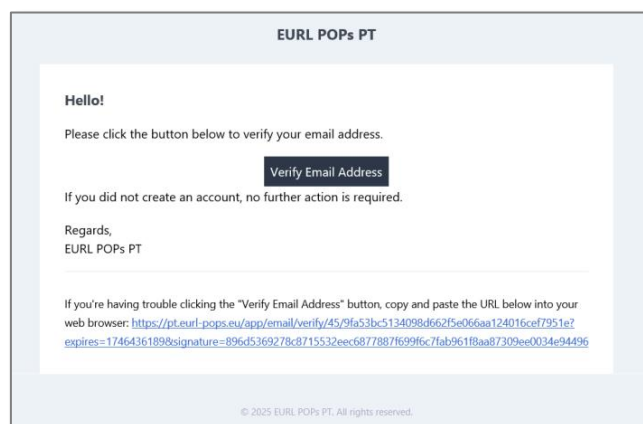 EURL POPs PT
Hello!
Please click the button below to verify your email address.
Verify Email Address
If you did not create an account, no further action is required.
Regards,
EURL POPs PT
If you're having trouble clicking the "Verify Email Address" button, copy and paste the URL below into your
web browser: https://pt.eurl-pops.eu/app/email/verify/45/9fa53bc5134098d662f5e066aa124016cef7951e?
expires=1746436189&signature=896d5369278c8715532eec6877887f699f6c7fab961f8aa87309ee0034e94496
© 2025 EURL POPs PT. All rights reserved.